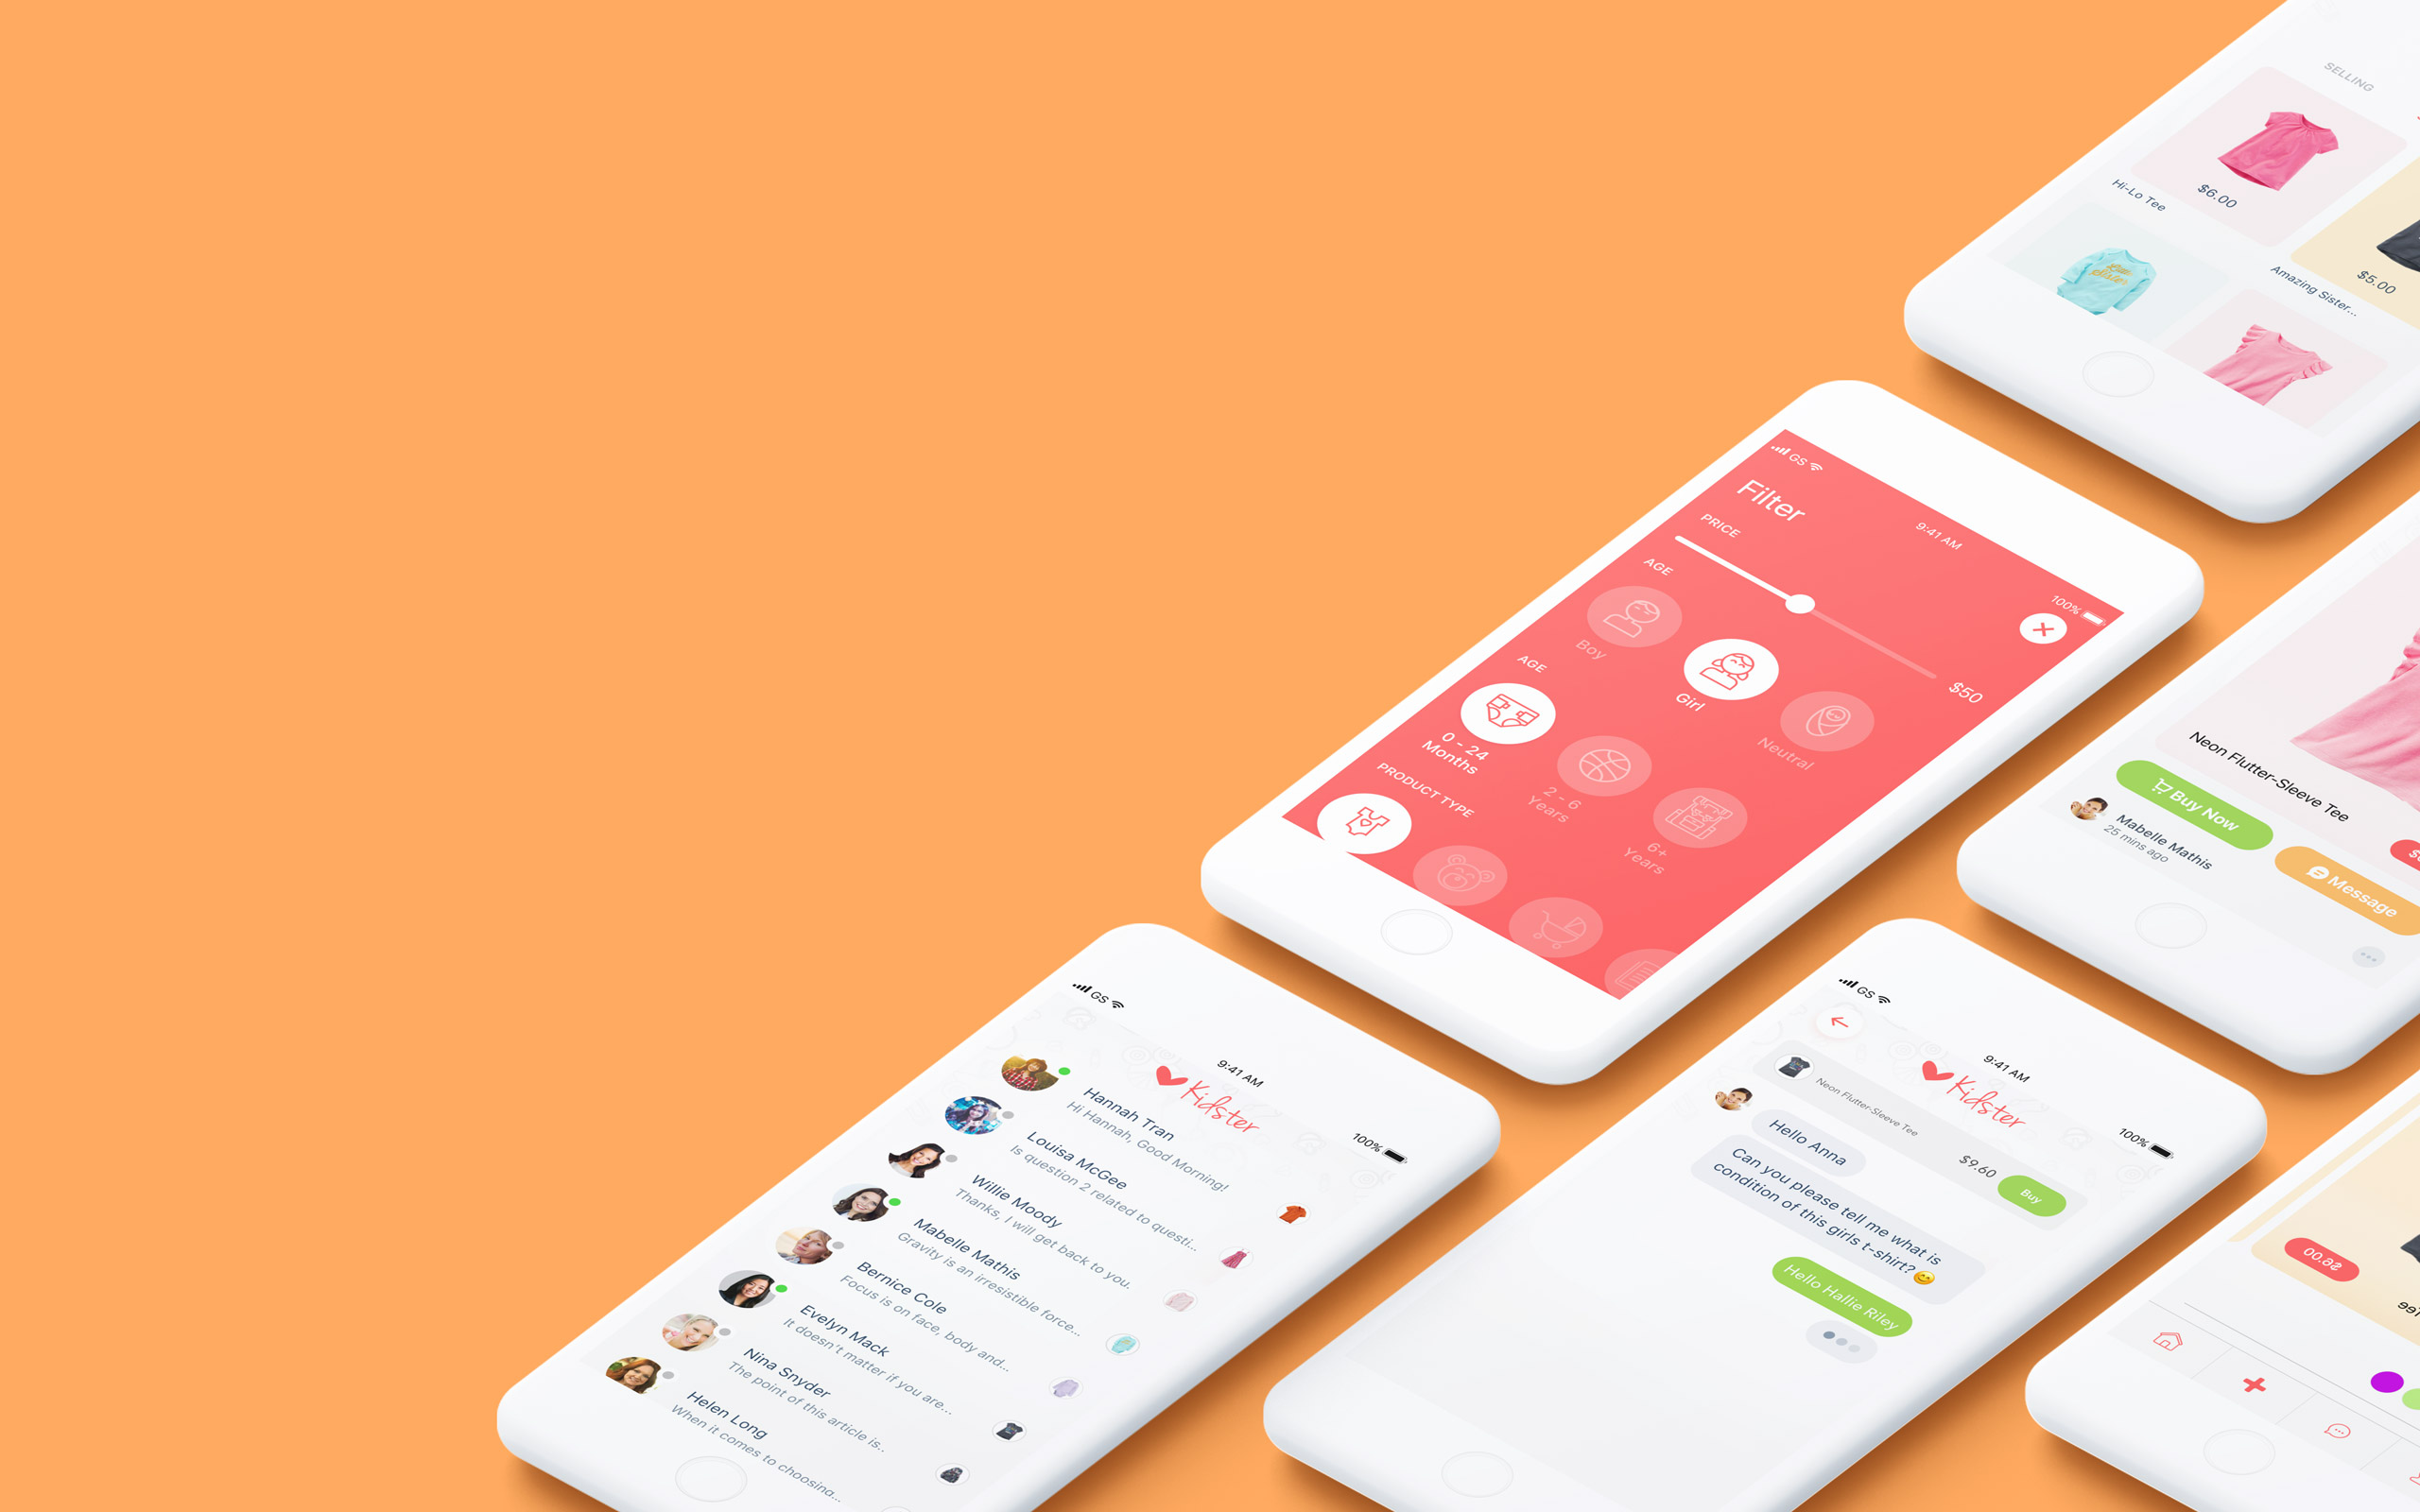 SELLING
$6.00
Hi-Lo Tee
Little
Sister
$5.00
Amazing Sister...
GS
9:41 AM
100%
Filter
PRICE
$50
AGE
Boy
Girl
Neutral
AGE
0 - 24
Months
2 - 6
Years
6+
Years
PRODUCT TYPE
Neon Flutter-Sleeve Tee
Buy Now
Message
Mabelle Mathis
25 mins ago
GS
9:41 AM
100%
Kidster
Hannah Tran
Hi Hannah, Good Morning!
Louisa McGee
Is question 2 related to questi...
Willie Moody
Thanks, I will get back to you.
Mabelle Mathis
Gravity is an irresistible force...
Bernice Cole
Focus is on face, body and...
Evelyn Mack
It doesn't matter if you are...
Nina Snyder
The point of this article is..
Helen Long
When it comes to choosing...
GS
9:41 AM
100%
Kidster
Neon Flutter-Sleeve Tee
$9.60
Buy
Hello Anna
Can you please tell me what is
condition of this girls t-shirt? 😊
Hello Hallie Riley